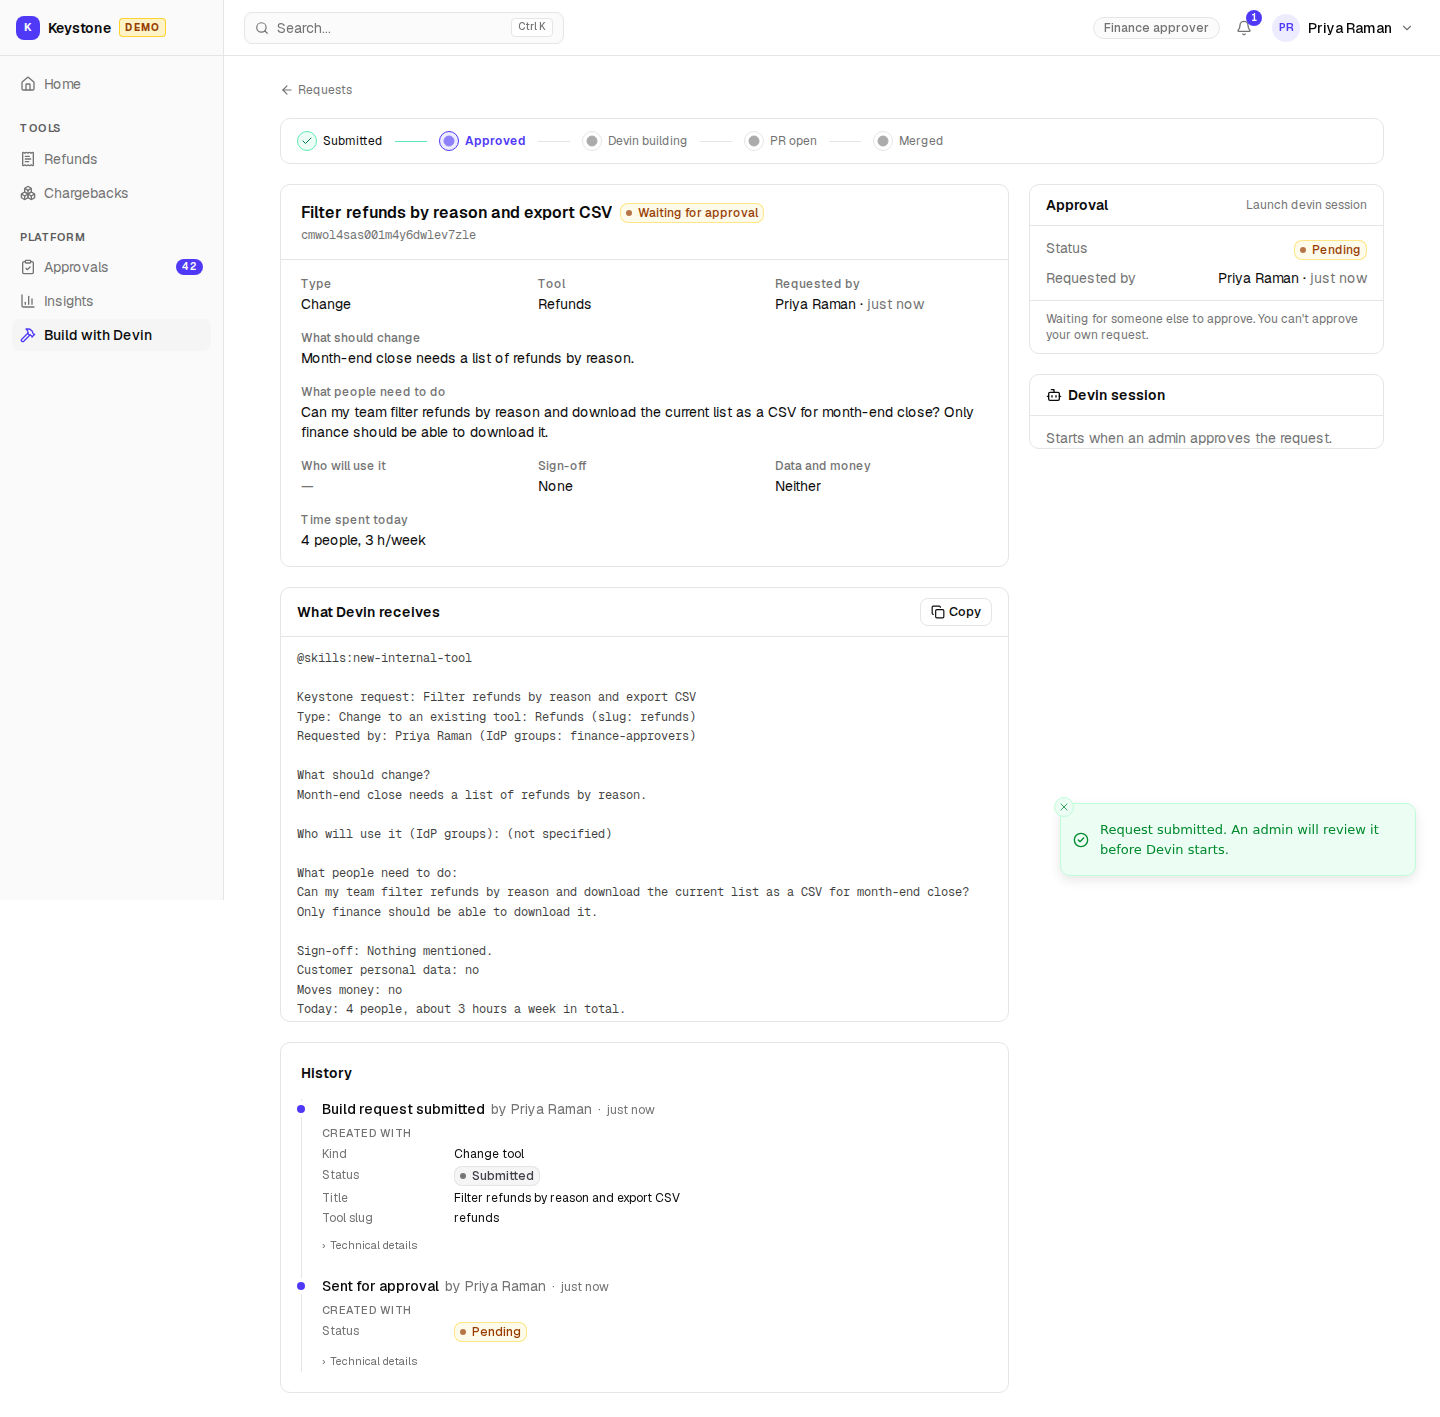 K Keystone DEMO
Search...
Ctrl K
Finance approver
1
PR Priya Raman
Home
TOOLS
Refunds
Chargebacks
PLATFORM
Approvals 42
Insights
Build with Devin
Requests
Submitted
Approved
Devin building
PR open
Merged
Filter refunds by reason and export CSV
Waiting for approval
cmwol4sas001m4y6dwlev7zle
Type
Tool
Requested by
Change
Refunds
Priya Raman · just now
What should change
Month-end close needs a list of refunds by reason.
What people need to do
Can my team filter refunds by reason and download the current list as a CSV for month-end close? Only
finance should be able to download it.
Who will use it
Sign-off
Data and money
—
None
Neither
Time spent today
4 people, 3 h/week
Approval
Launch devin session
Status
Pending
Requested by
Priya Raman · just now
Waiting for someone else to approve. You can't approve
your own request.
Devin session
Starts when an admin approves the request.
What Devin receives
Copy
@skills:new-internal-tool
Keystone request: Filter refunds by reason and export CSV
Type: Change to an existing tool: Refunds (slug: refunds)
Requested by: Priya Raman (IdP groups: finance-approvers)
What should change?
Month-end close needs a list of refunds by reason.
Who will use it (IdP groups): (not specified)
What people need to do:
Can my team filter refunds by reason and download the current list as a CSV for month-end close?
Only finance should be able to download it.
Sign-off: Nothing mentioned.
Customer personal data: no
Moves money: no
Today: 4 people, about 3 hours a week in total.
Request submitted. An admin will review it
before Devin starts.
History
Build request submitted by Priya Raman · just now
CREATED WITH
Kind
Change tool
Status
Submitted
Title
Filter refunds by reason and export CSV
Tool slug
refunds
› Technical details
Sent for approval by Priya Raman · just now
CREATED WITH
Status
Pending
› Technical details